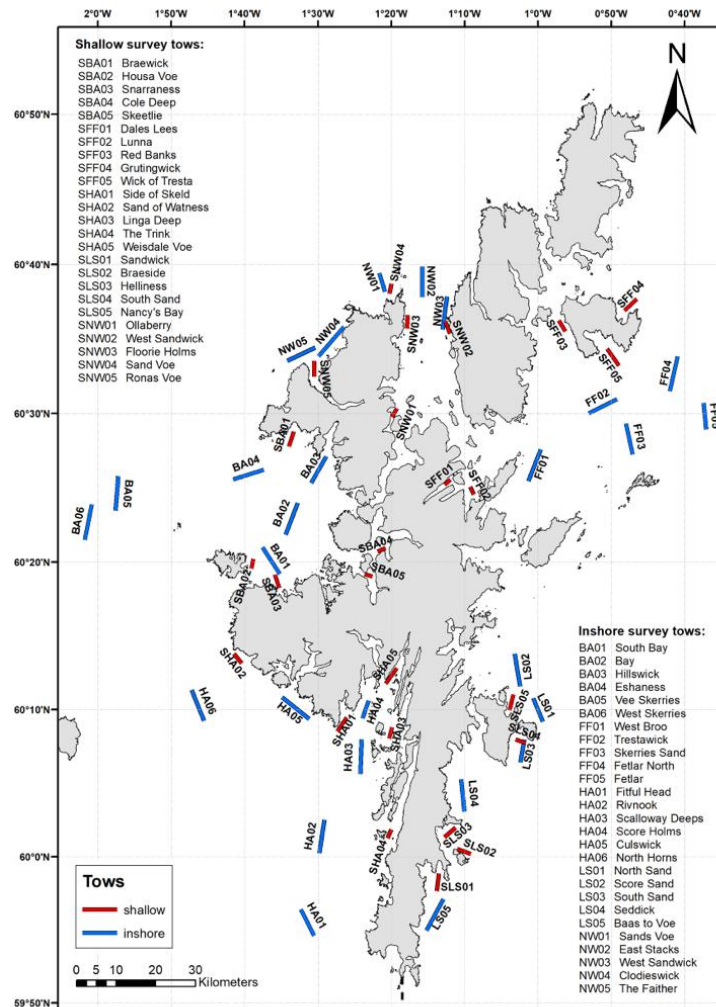 2°0'W 1°40'W 1°30'W 1°20'W 1°10'W 1°0'W 0°50'W 0°40'W
Shallow survey tows:
SBA01 Braewick
SBA02 Housa Voe
SBA03 Snarraness
SBA04 Cole Deep
SBA05 Skeetlie
SFF01 Dales Lees
SFF02 Lunna
SFF03 Red Banks
SFF04 Grutingwick
SFF05 Wick of Tresta
SHA01 Side of Skeld
SHA02 Sand of Watness
SHA03 Linga Deep
SHA04 The Trink
SHA05 Weisdale Voe
SLS01 Sandwick
SLS02 Braeside
SLS03 Helliness
SLS04 South Sand
SLS05 Nancy's Bay
SNW01 Ollaberry
SNW02 West Sandwick
SNW03 Floorie Holms
SNW04 Sand Voe
SNW05 Ronas Voe
N
60°50'N
60°40'N
60°30'N
60°20'N
60°10'N
60°0'N
59°50'N
NW01
SNW04
NW02
NW03
SNW02
SNW03
NW04
NW05
SNW05
SFF04
SFF03
SFF05
FF04
FF02
FF03
SBA01
SNW01
BA04
BA03
SFF01
SFF02
FF01
BA05
BA06
BA02
SBA04
BA01
SBA02
SBA03
SBA05
SHA02
SHA05
LS02
HA06
HA05
HA04
SHA01
SHA03
SLS05
LS01
SLS04
LS03
HA03
LS04
HA02
SHA04
SLS03
SLS02
SLS01
HA01
LS05
Inshore survey tows:
BA01 South Bay
BA02 Bay
BA03 Hillswick
BA04 Eshaness
BA05 Vee Skerries
BA06 West Skerries
FF01 West Broo
FF02 Trestawick
FF03 Skerries Sand
FF04 Fetlar North
FF05 Fetlar
HA01 Fitful Head
HA02 Rivnook
HA03 Scalloway Deeps
HA04 Score Holms
HA05 Culswick
HA06 North Horns
LS01 North Sand
LS02 Score Sand
LS03 South Sand
LS04 Seddick
LS05 Baas to Voe
NW01 Sands Voe
NW02 East Stacks
NW03 West Sandwick
NW04 Clodieswick
NW05 The Faither
Tows
shallow
inshore
0 5 10 20 30
Kilometers